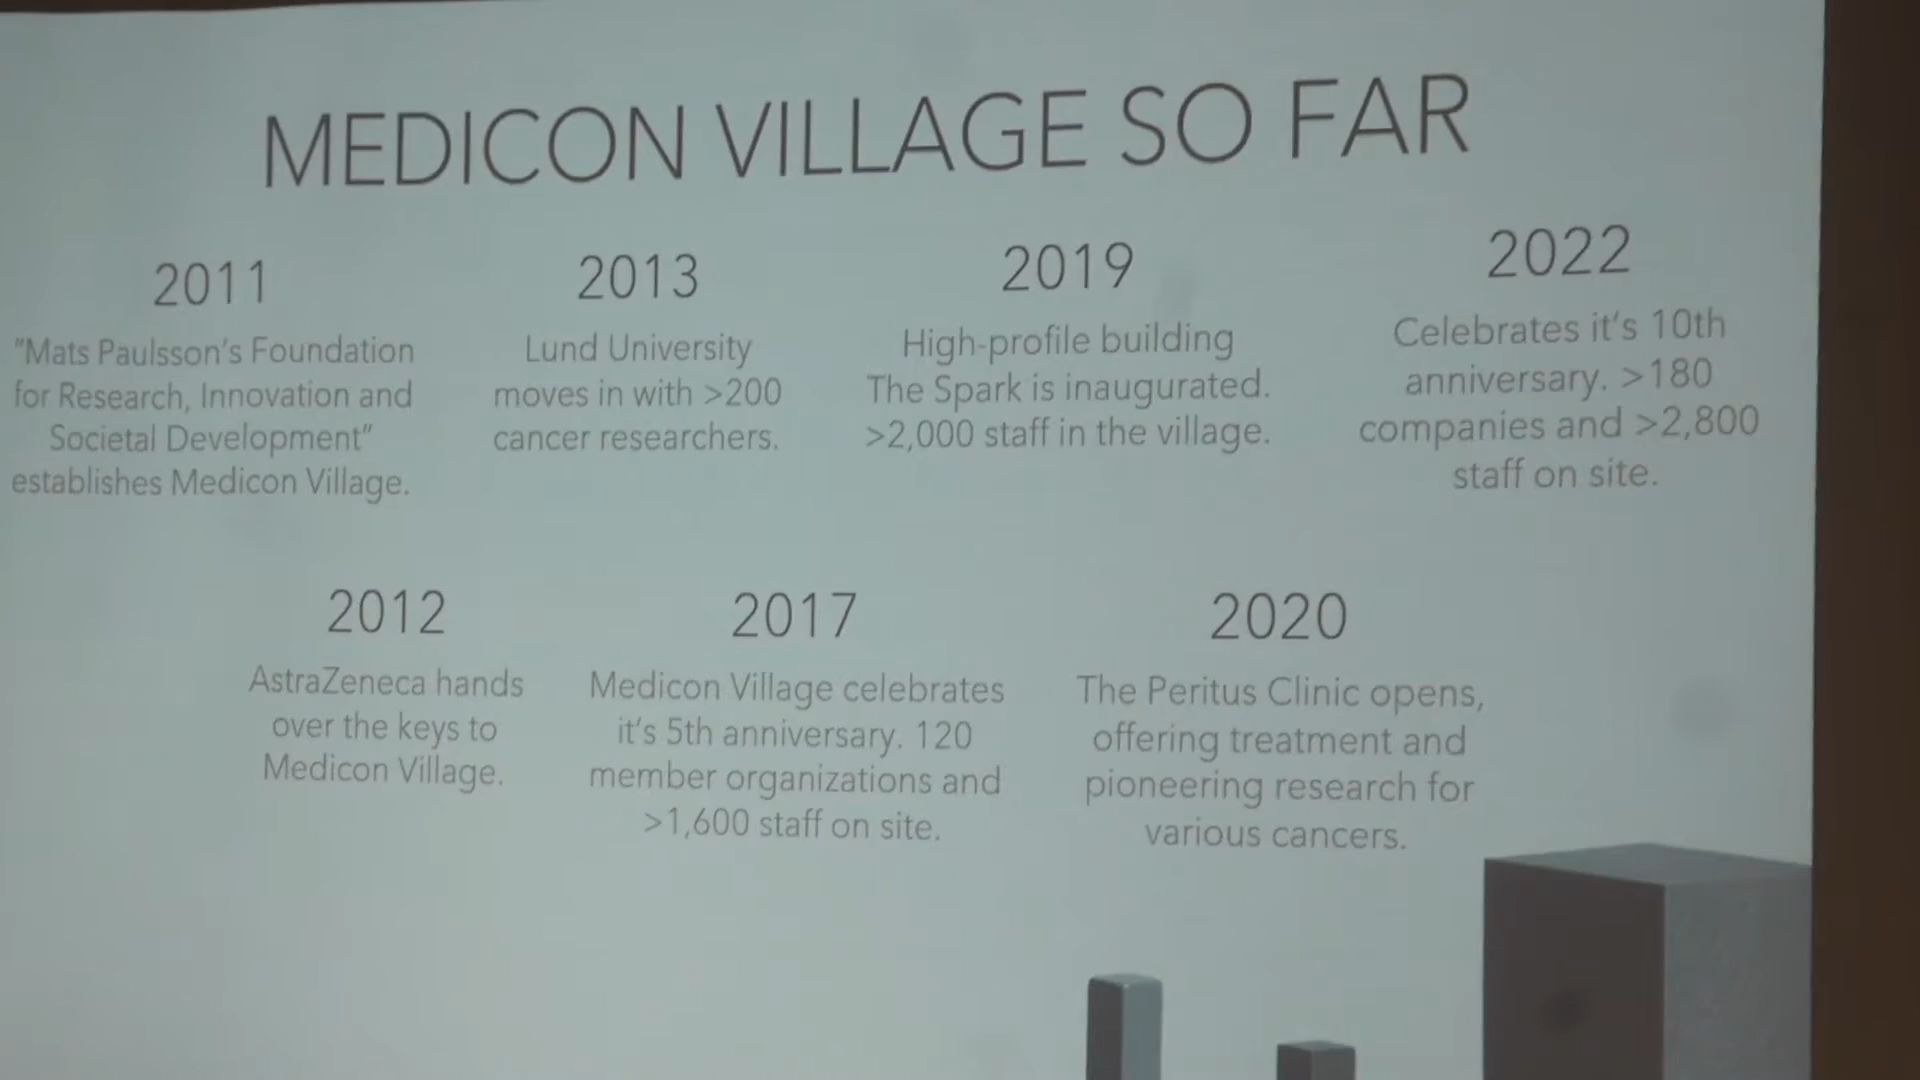 MEDICON VILLAGE SO FAR
2011
"Mats Paulsson's Foundation
for Research, Innovation and
Societal Development"
establishes Medicon Village.
2013
Lund University
moves in with >200
cancer researchers.
2019
High-profile building
The Spark is inaugurated.
>2,000 staff in the village.
2022
Celebrates it's 10th
anniversary. >180
companies and >2,800
staff on site.
2012
AstraZeneca hands
over the keys to
Medicon Village.
2017
Medicon Village celebrates
it's 5th anniversary. 120
member organizations and
>1,600 staff on site.
2020
The Peritus Clinic opens,
offering treatment and
pioneering research for
various cancers.